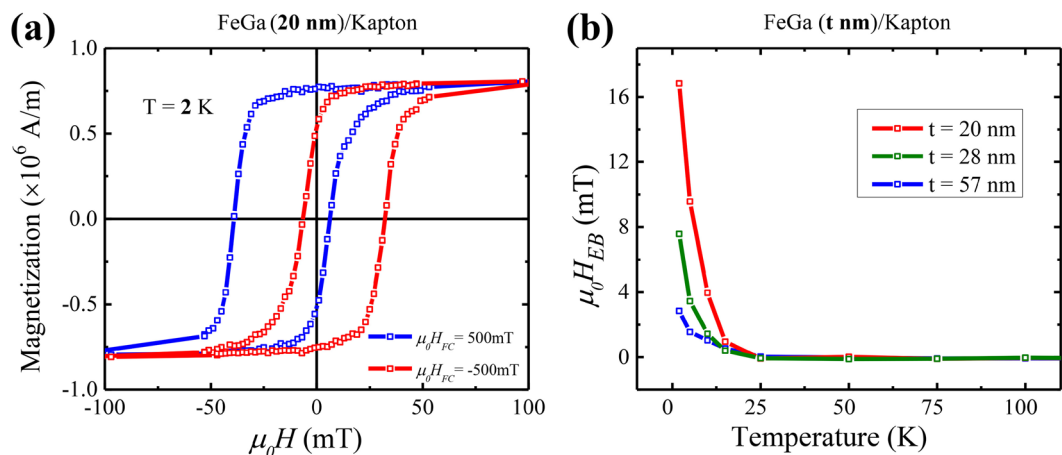 (a)
FeGa (20 nm)/Kapton
T = 2 K
Magnetization (×10⁶ A/m)
1.0
0.5
0.0
-0.5
-1.0
μ₀H_FC = 500mT
μ₀H_FC = -500mT
-100
-50
0
50
100
μ₀H (mT)
(b)
FeGa (t nm)/Kapton
μ₀H_EB (mT)
16
12
8
4
0
t = 20 nm
t = 28 nm
t = 57 nm
0
25
50
75
100
Temperature (K)